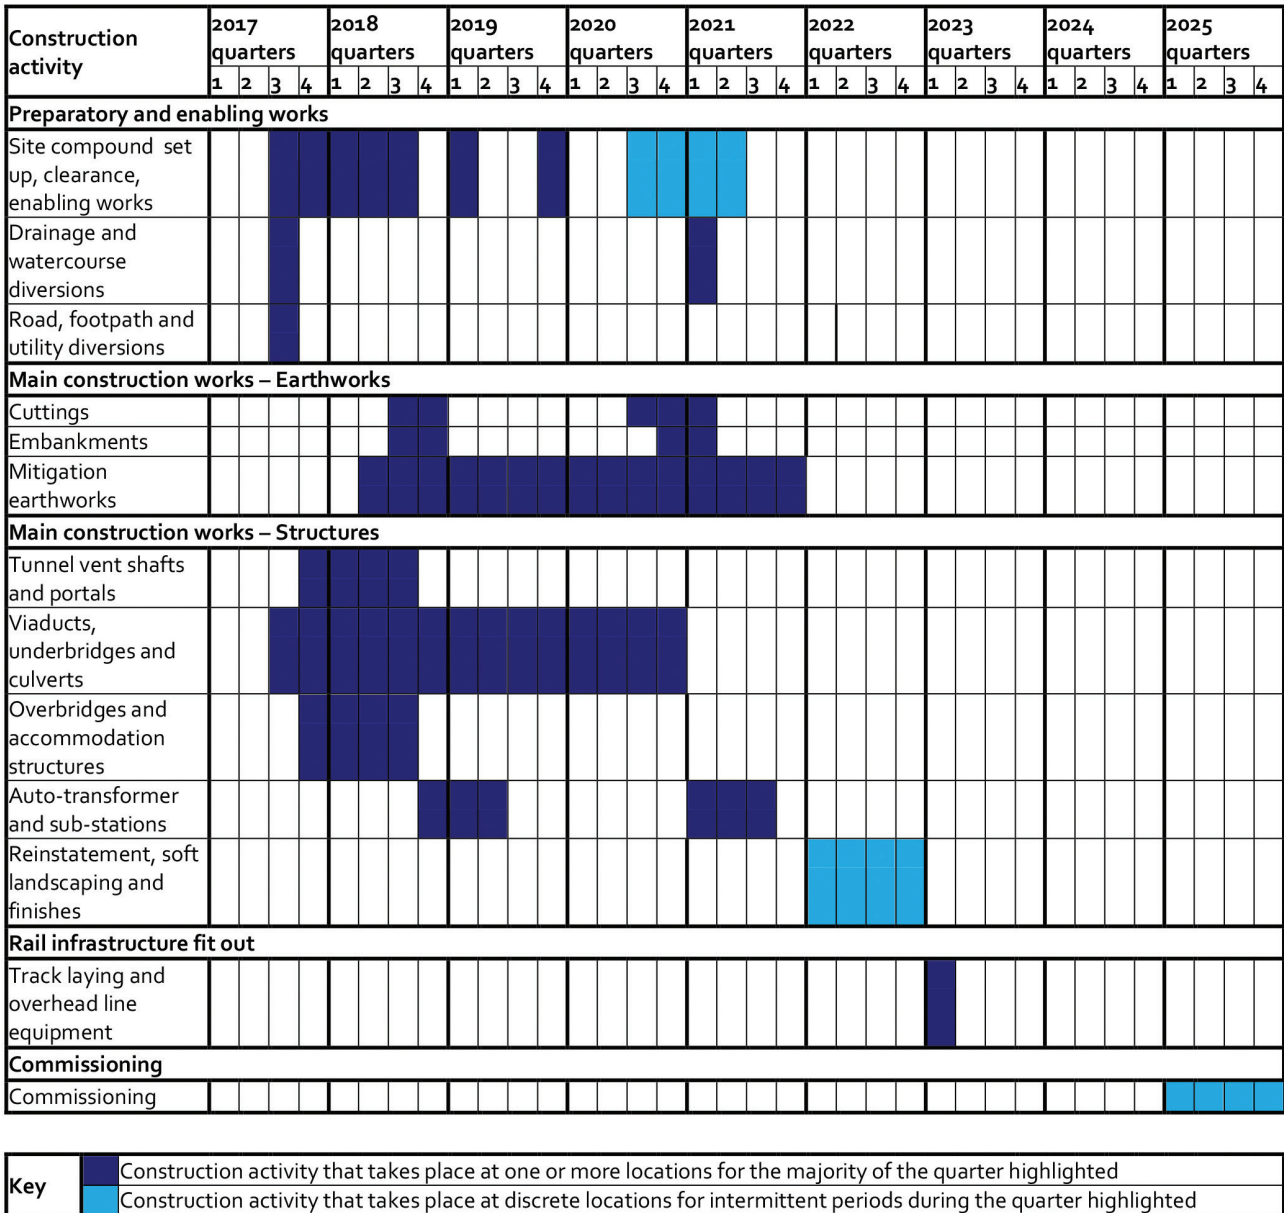 Construction
activity
2017
quarters
2018
quarters
2019
quarters
2020
quarters
2021
quarters
2022
quarters
2023
quarters
2024
quarters
2025
quarters
1 2 3 4 1 2 3 4 1 2 3 4 1 2 3 4 1 2 3 4 1 2 3 4 1 2 3 4 1 2 3 4 1 2 3 4
Preparatory and enabling works
Site compound set
up, clearance,
enabling works
Drainage and
watercourse
diversions
Road, footpath and
utility diversions
Main construction works – Earthworks
Cuttings
Embankments
Mitigation
earthworks
Main construction works – Structures
Tunnel vent shafts
and portals
Viaducts,
underbridges and
culverts
Overbridges and
accommodation
structures
Auto-transformer
and sub-stations
Reinstatement, soft
landscaping and
finishes
Rail infrastructure fit out
Track laying and
overhead line
equipment
Commissioning
Commissioning
Key
Construction activity that takes place at one or more locations for the majority of the quarter highlighted
Construction activity that takes place at discrete locations for intermittent periods during the quarter highlighted